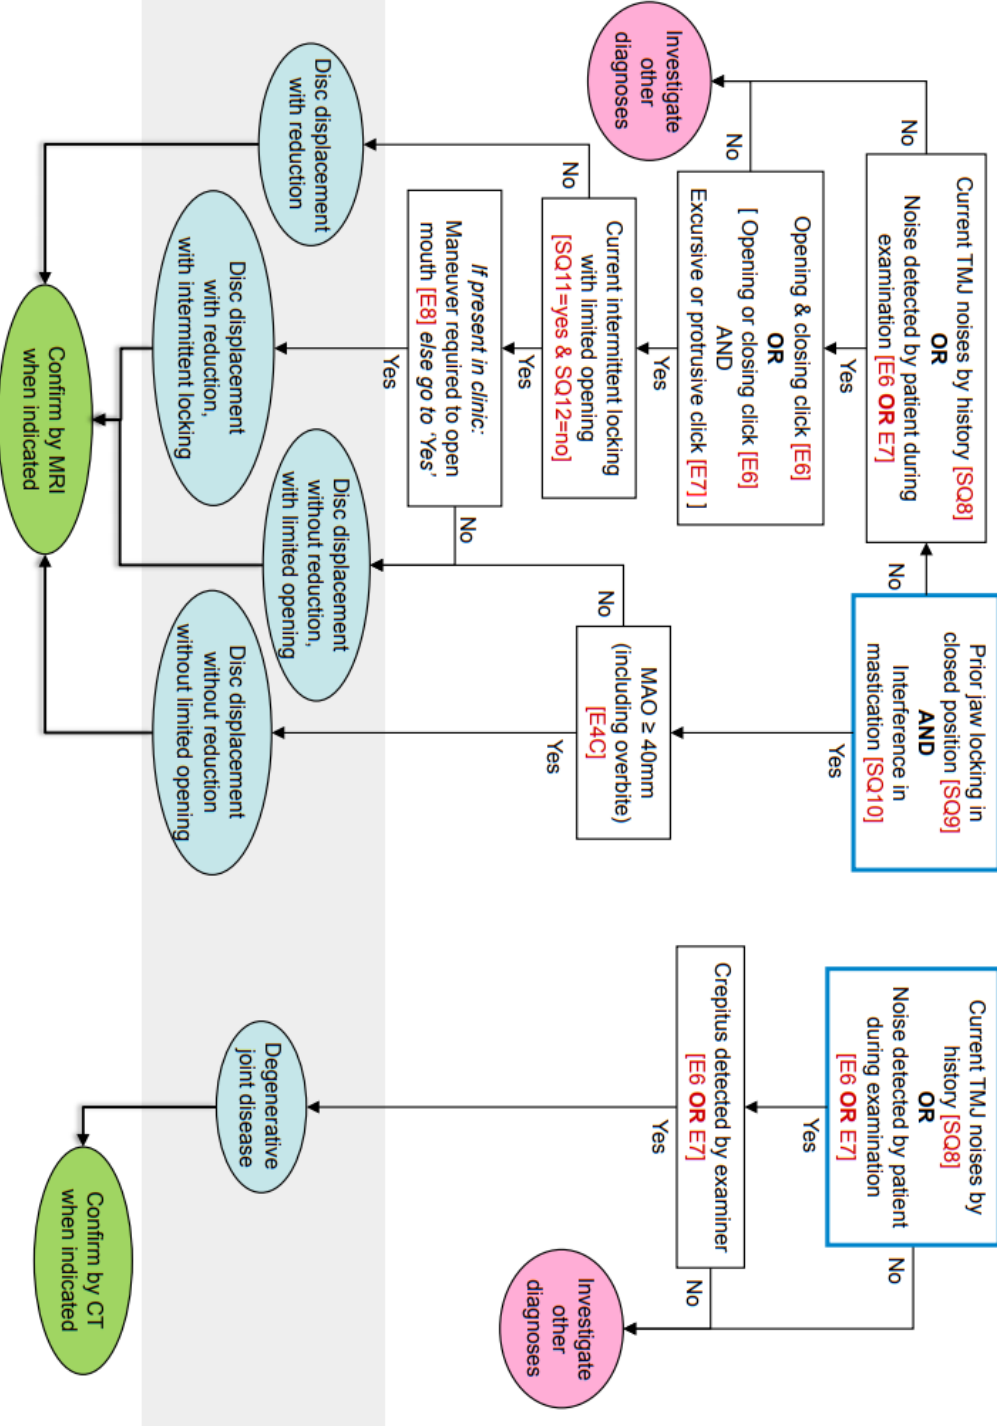 Current TMJ noises by history [SQ8]
OR
Noise detected by patient during
examination [E6 OR E7]
No
Yes
Investigate
other
diagnoses
Opening & closing click [E6]
OR
[ Opening or closing click [E6]
AND
Excursive or protrusive click [E7] ]
No
Yes
Current intermittent locking
with limited opening
[SQ11=yes & SQ12=no]
No
Yes
If present in clinic:
Maneuver required to open
mouth [E8] else go to ‘Yes’
Yes
No
Disc displacement
with reduction
Disc displacement
with reduction,
with intermittent locking
Disc displacement
without reduction,
with limited opening
Disc displacement
without reduction
without limited opening
Confirm by MRI
when indicated
Prior jaw locking in
closed position [SQ9]
AND
Interference in
mastication [SQ10]
No
Yes
MAO ≥ 40mm
(including overbite)
[E4C]
No
Yes
Current TMJ noises by
history [SQ8]
OR
Noise detected by patient
during examination
[E6 OR E7]
Yes
No
Crepitus detected by examiner
[E6 OR E7]
Yes
No
Investigate
other
diagnoses
Degenerative
joint disease
Confirm by CT
when indicated